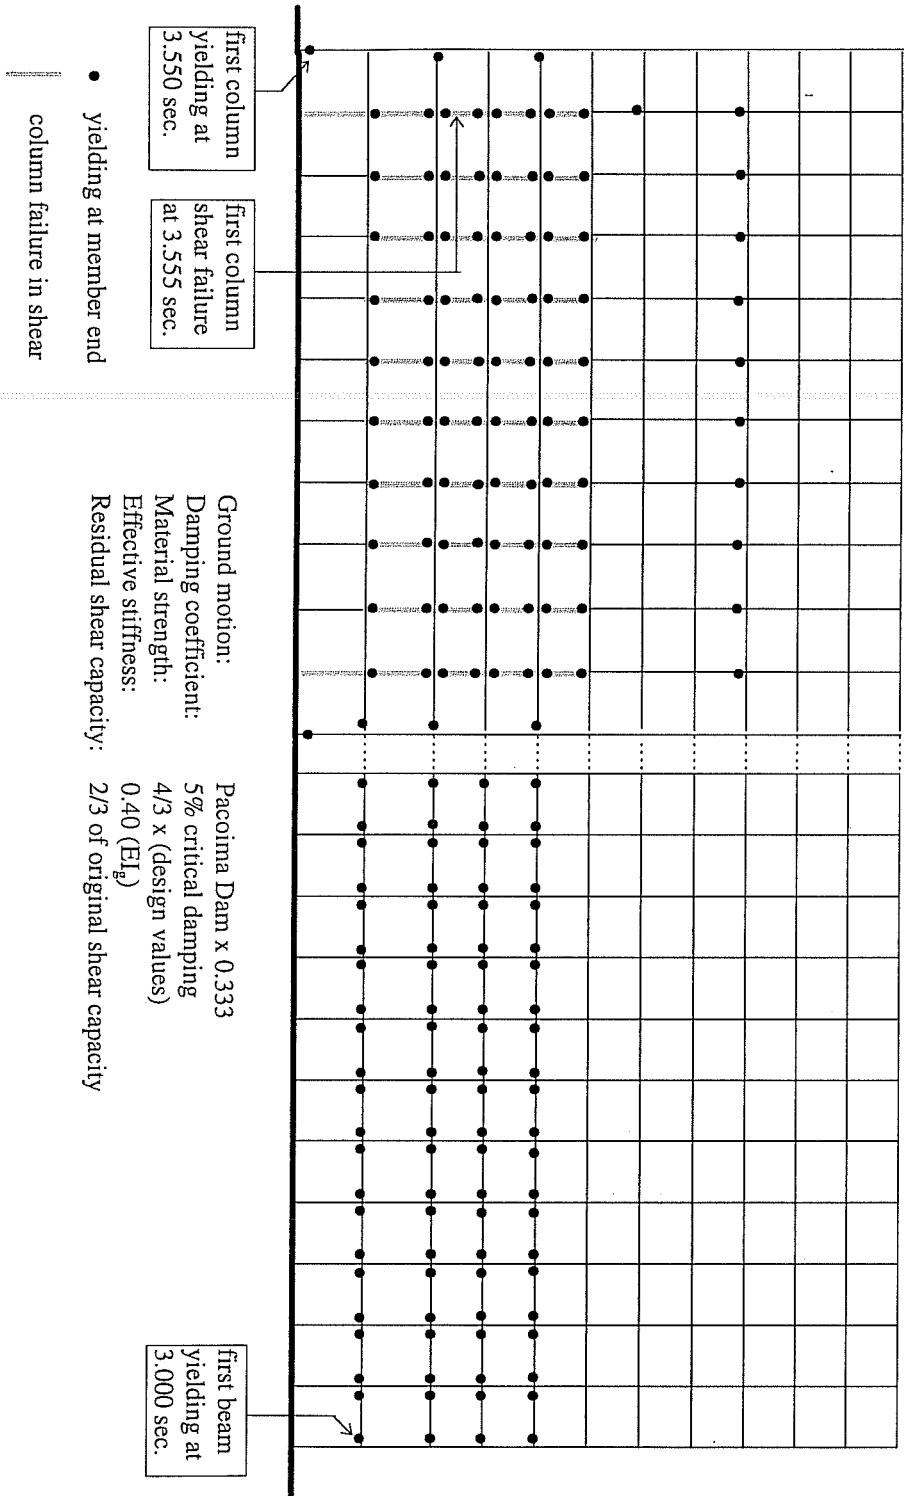 first column
yielding at
3.550 sec.
first column
shear failure
at 3.555 sec.
first beam
yielding at
3.000 sec.
yielding at member end
column failure in shear
Ground motion: Pacoima Dam x 0.333
Damping coefficient: 5% critical damping
Material strength: 4/3 x (design values)
Effective stiffness: 0.40 (EIg)
Residual shear capacity: 2/3 of original shear capacity